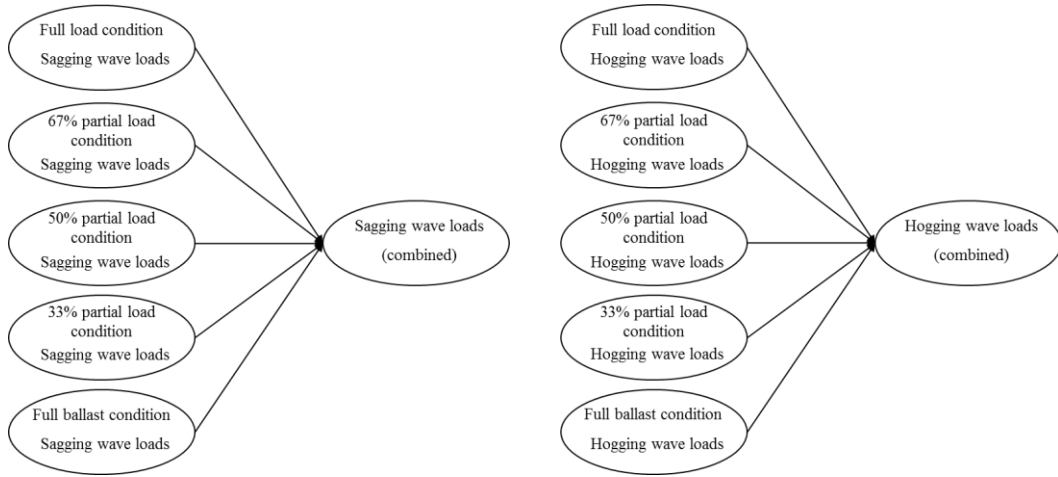 Full load condition
Sagging wave loads
67% partial load
condition
Sagging wave loads
50% partial load
condition
Sagging wave loads
33% partial load
condition
Sagging wave loads
Full ballast condition
Sagging wave loads
Sagging wave loads
(combined)
Full load condition
Hogging wave loads
67% partial load
condition
Hogging wave loads
50% partial load
condition
Hogging wave loads
33% partial load
condition
Hogging wave loads
Full ballast condition
Hogging wave loads
Hogging wave loads
(combined)